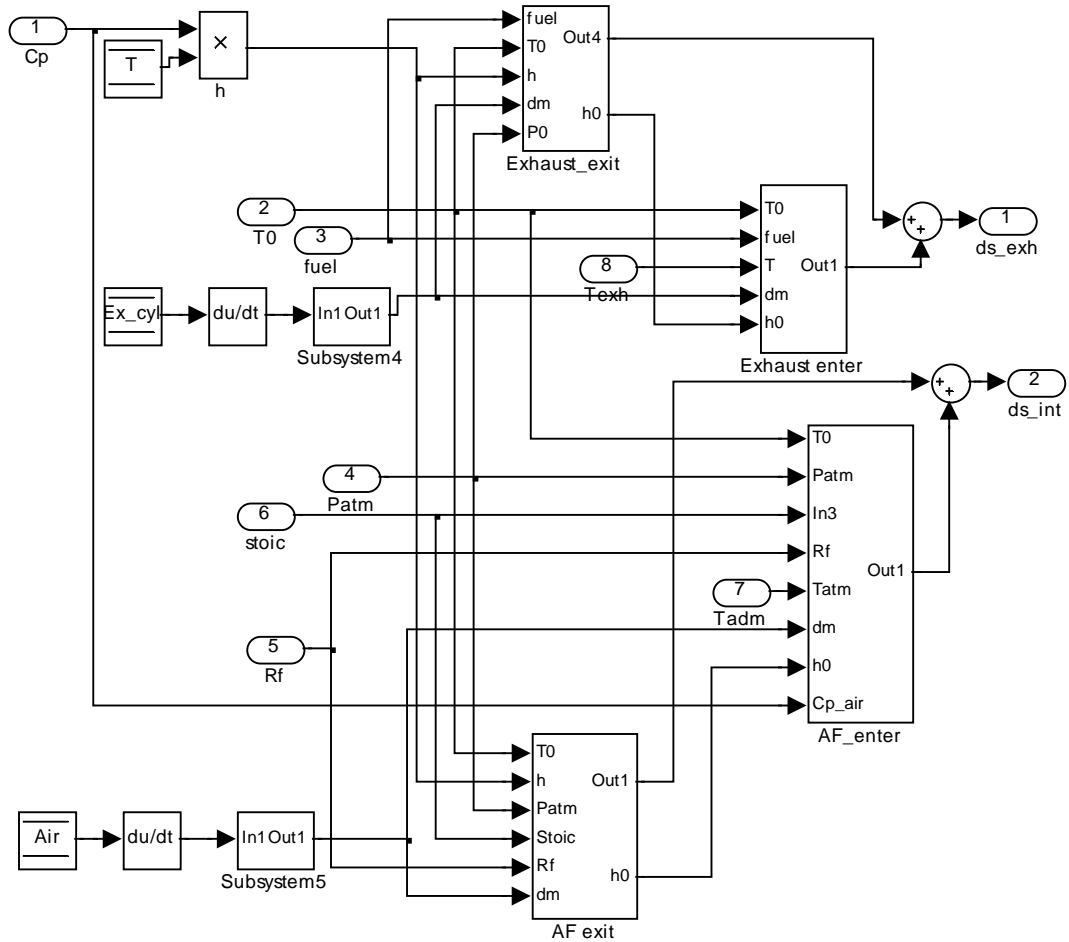 1
Cp
T
×
h
fuel
T0
h
dm
P0
Out4
h0
Exhaust_exit
2
T0
3
fuel
8
Texh
T0
fuel
T
dm
h0
Out1
Exhaust enter
+
+
1
ds_exh
Ex_cyl
du/dt
In1 Out1
Subsystem4
+
+
2
ds_int
4
Patm
6
stoic
5
Rf
7
Tadm
T0
Patm
In3
Rf
Tatm
dm
h0
Cp_air
Out1
AF_enter
Air
du/dt
In1 Out1
Subsystem5
T0
h
Patm
Stoic
Rf
dm
Out1
h0
AF exit